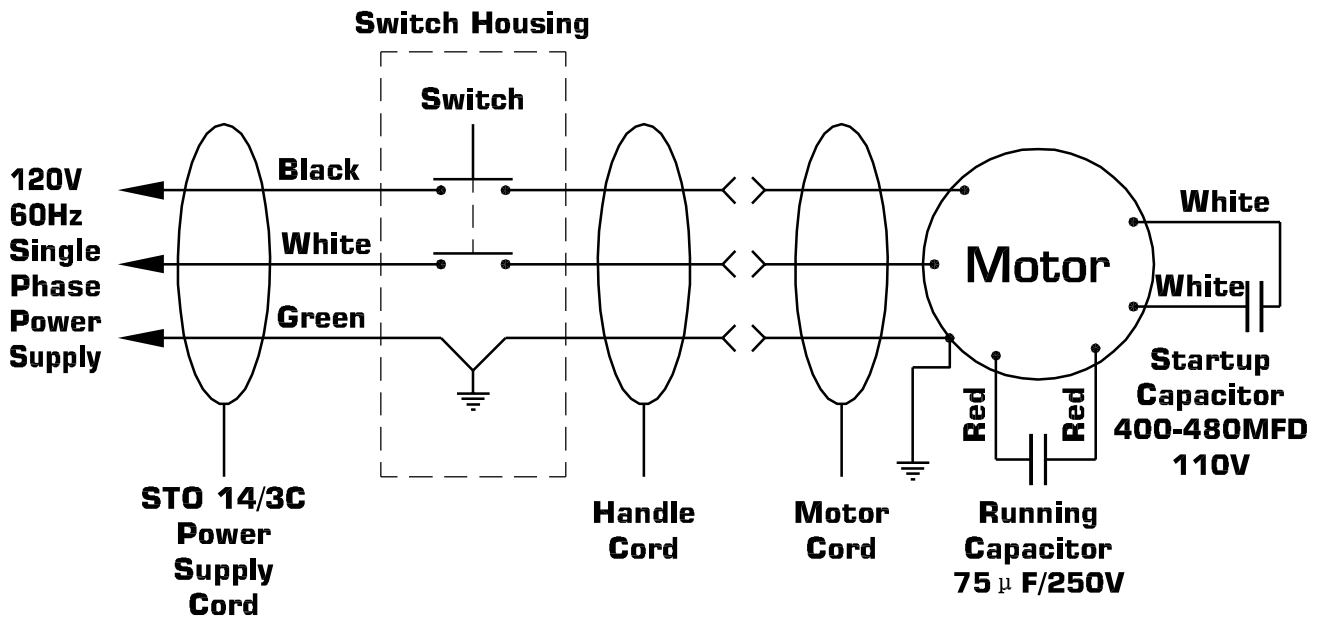 Switch Housing
Switch
120V
60Hz
Single
Phase
Power
Supply
Black
White
Green
STO 14/3C
Power
Supply
Cord
Handle
Cord
Motor
Cord
Motor
White
White
Startup
Capacitor
400-480MFD
110V
Red
Red
Running
Capacitor
75 μ F/250V